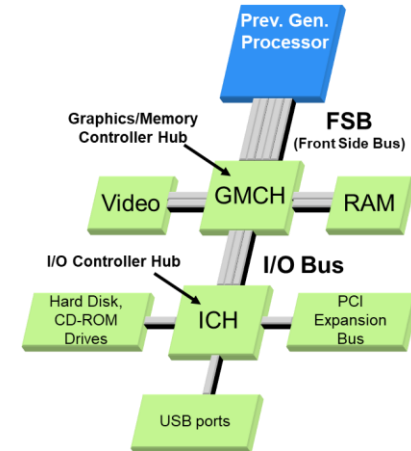 Prev. Gen.
Processor
Graphics/Memory
Controller Hub
FSB
(Front Side Bus)
Video
GMCH
RAM
I/O Controller Hub
I/O Bus
Hard Disk,
CD-ROM
Drives
ICH
PCI
Expansion
Bus
USB ports